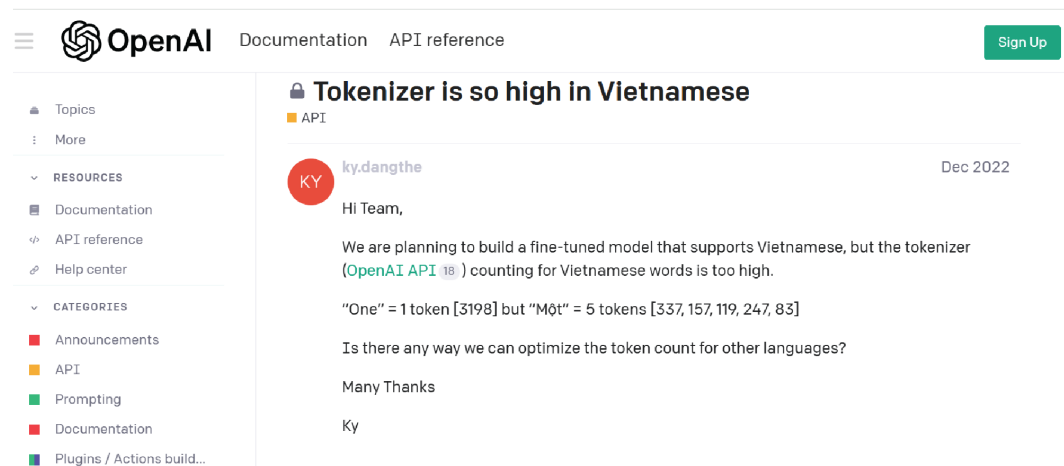 OpenAI Documentation API reference Sign Up
Topics
More
RESOURCES
Documentation
API reference
Help center
CATEGORIES
Announcements
API
Prompting
Documentation
Plugins / Actions build...
Tokenizer is so high in Vietnamese
API
KY
ky.dangthe Dec 2022
Hi Team,
We are planning to build a fine-tuned model that supports Vietnamese, but the tokenizer
(OpenAI API 18 ) counting for Vietnamese words is too high.
“One” = 1 token [3198] but “Một“ = 5 tokens [337, 157, 119, 247, 83]
Is there any way we can optimize the token count for other languages?
Many Thanks
Ky